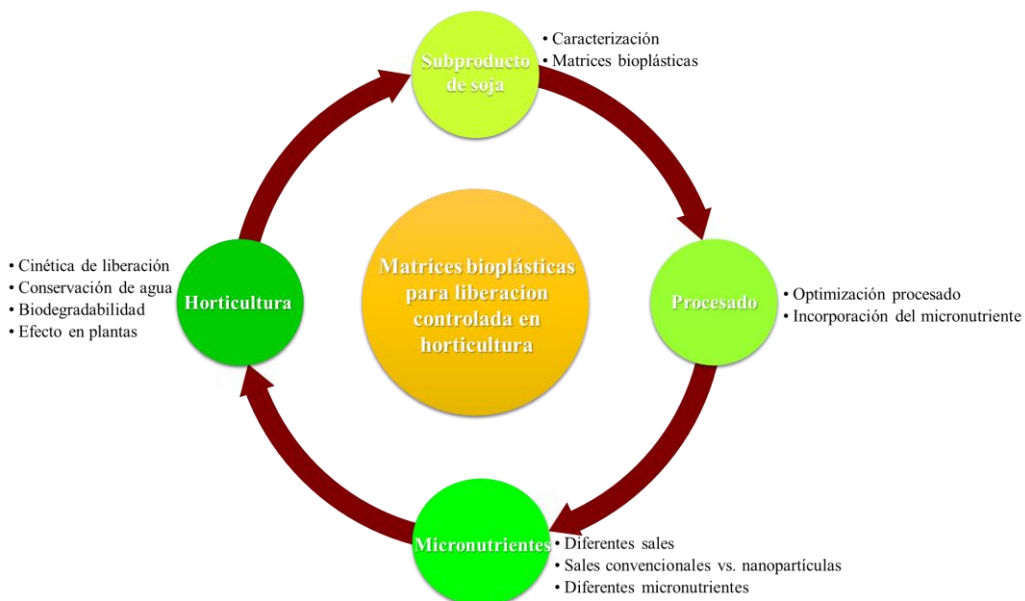 Subproducto
de soja
• Caracterización
• Matrices bioplásticas
Procesado
• Optimización procesado
• Incorporación del micronutriente
Micronutrientes
• Diferentes sales
• Sales convencionales vs. nanopartículas
• Diferentes micronutrientes
Horticultura
• Cinética de liberación
• Conservación de agua
• Biodegradabilidad
• Efecto en plantas
Matrices bioplásticas
para liberacion
controlada en
horticultura